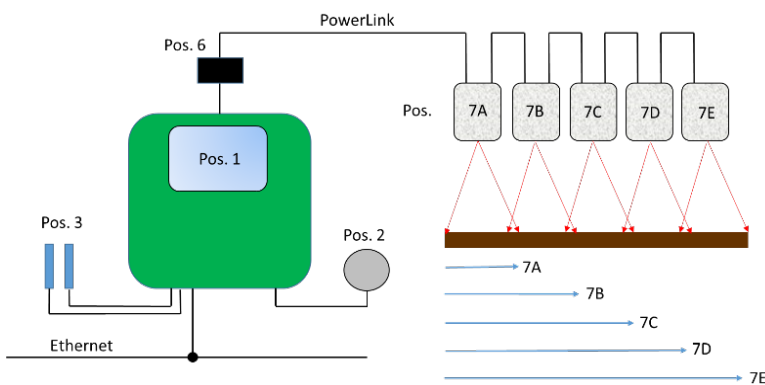 PowerLink
Pos. 6
Pos. 7A 7B 7C 7D 7E
Pos. 1
Pos. 3
Pos. 2
7A
7B
7C
Ethernet
7D
7E